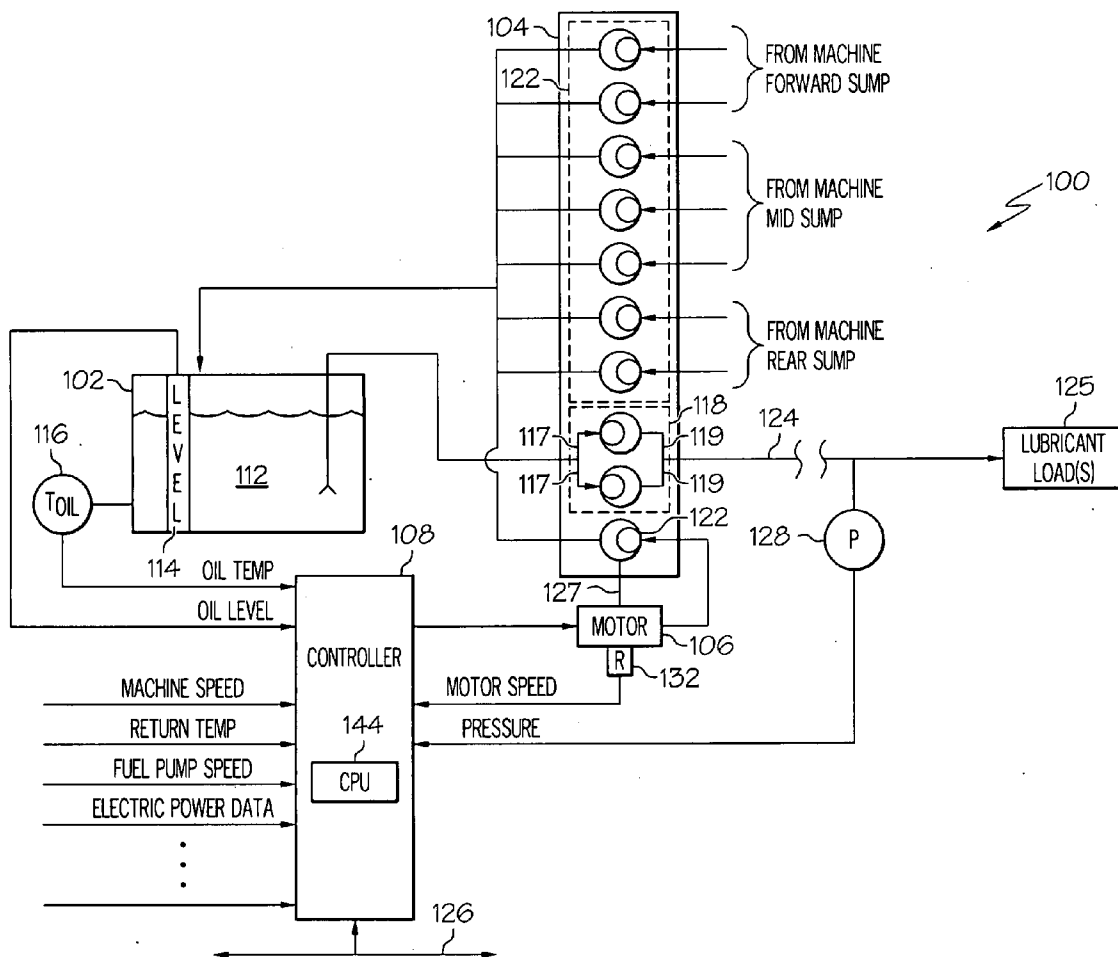 104
122
FROM MACHINE
FORWARD SUMP
FROM MACHINE
MID SUMP
100
FROM MACHINE
REAR SUMP
102
LEVEL
112
114
116
TOIL
117
117
118
119
119
124
125
LUBRICANT
LOAD(S)
122
128
P
108
127
OIL TEMP
OIL LEVEL
CONTROLLER
MOTOR
106
R
132
MACHINE SPEED
MOTOR SPEED
RETURN TEMP
144
PRESSURE
FUEL PUMP SPEED
CPU
ELECTRIC POWER DATA
126